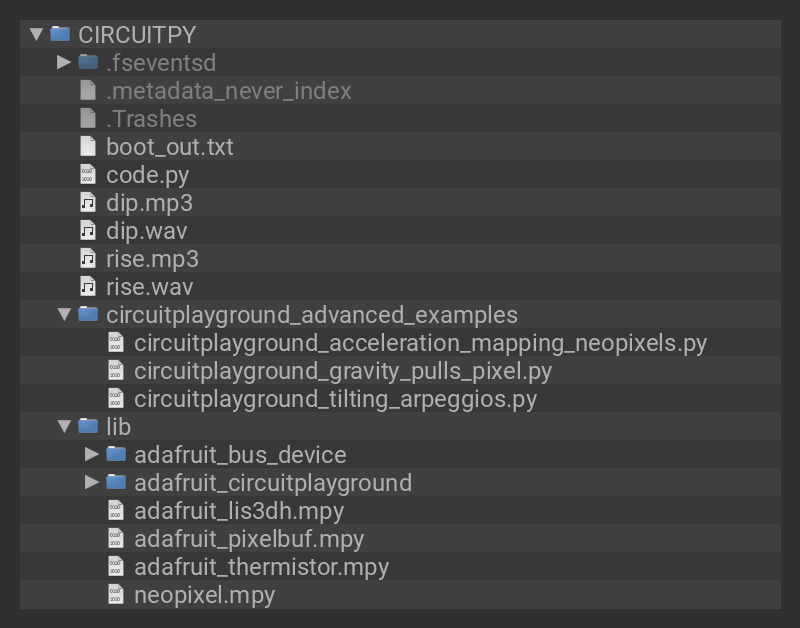 CIRCUITPY
.fseventsd
.metadata_never_index
.Trashes
boot_out.txt
code.py
dip.mp3
dip.wav
rise.mp3
rise.wav
circuitplayground_advanced_examples
circuitplayground_acceleration_mapping_neopixels.py
circuitplayground_gravity_pulls_pixel.py
circuitplayground_tilting_arpeggios.py
lib
adafruit_bus_device
adafruit_circuitplayground
adafruit_lis3dh.mpy
adafruit_pixelbuf.mpy
adafruit_thermistor.mpy
neopixel.mpy